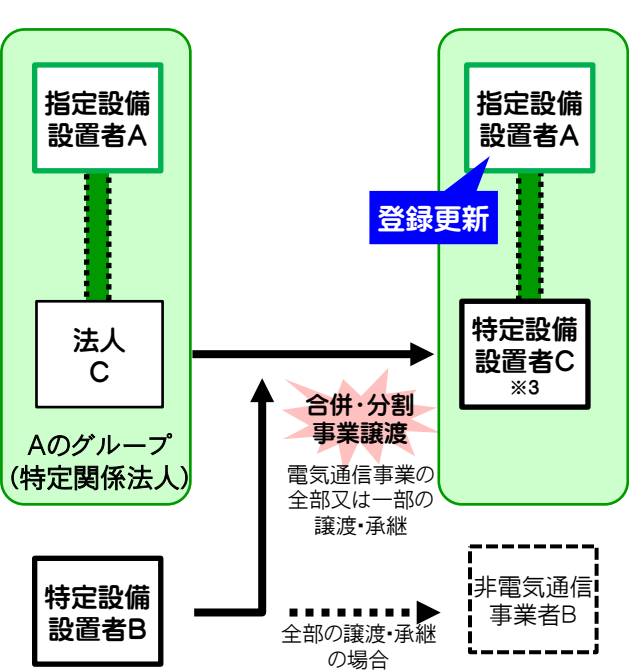 指定設備
設置者A
法人
C
Aのグループ
(特定関係法人)
特定設備
設置者B
合併・分割
事業譲渡
電気通信事業の
全部又は一部の
譲渡・承継
全部の譲渡・承継
の場合
指定設備
設置者A
登録更新
特定設備
設置者C
※3
非電気通信
事業者B